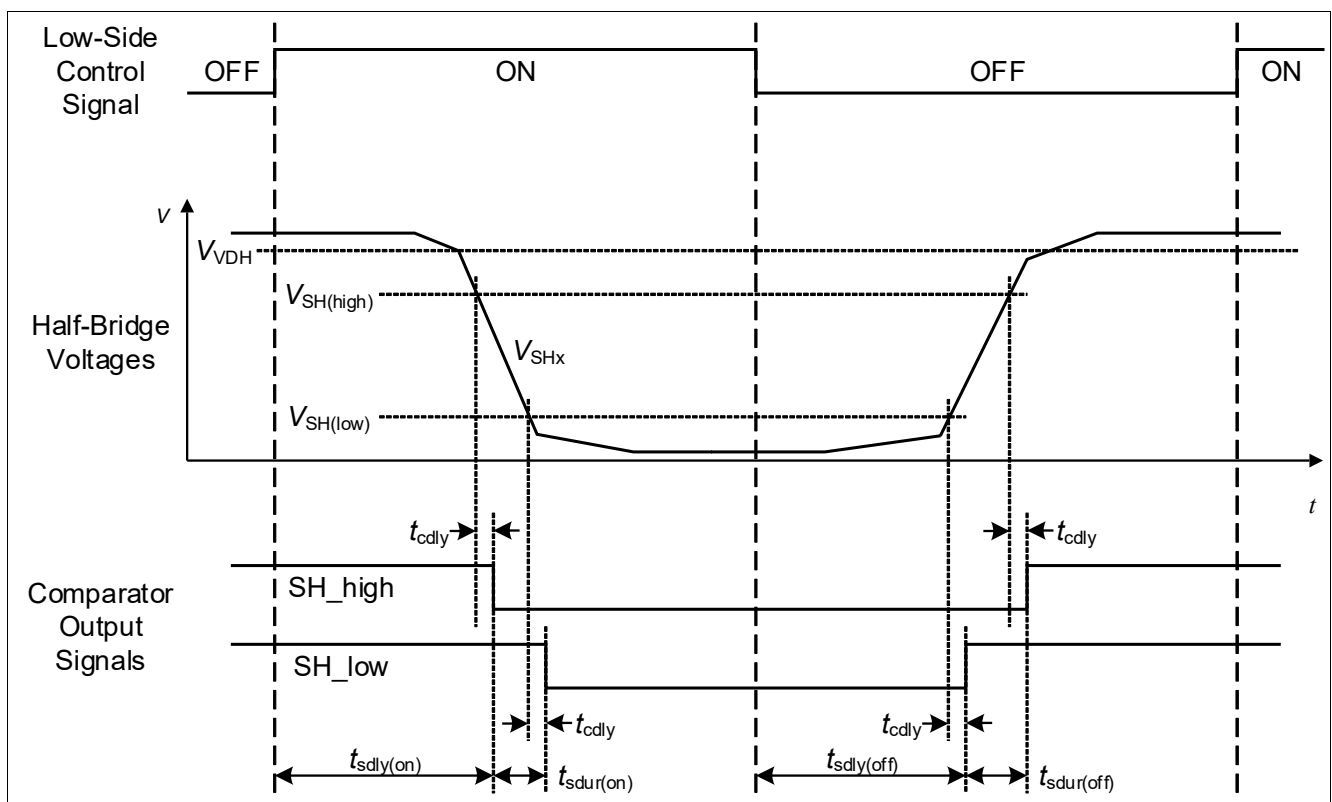 Low-Side
Control
Signal
OFF
ON
OFF
ON
V
VVDH
VSH(high)
Half-Bridge
Voltages
VSHx
VSH(low)
t
tcdly
tcdly
SH_high
Comparator
Output
Signals
SH_low
tcdly
tcdly
tsdly(on)
tsdur(on)
tsdly(off)
tsdur(off)